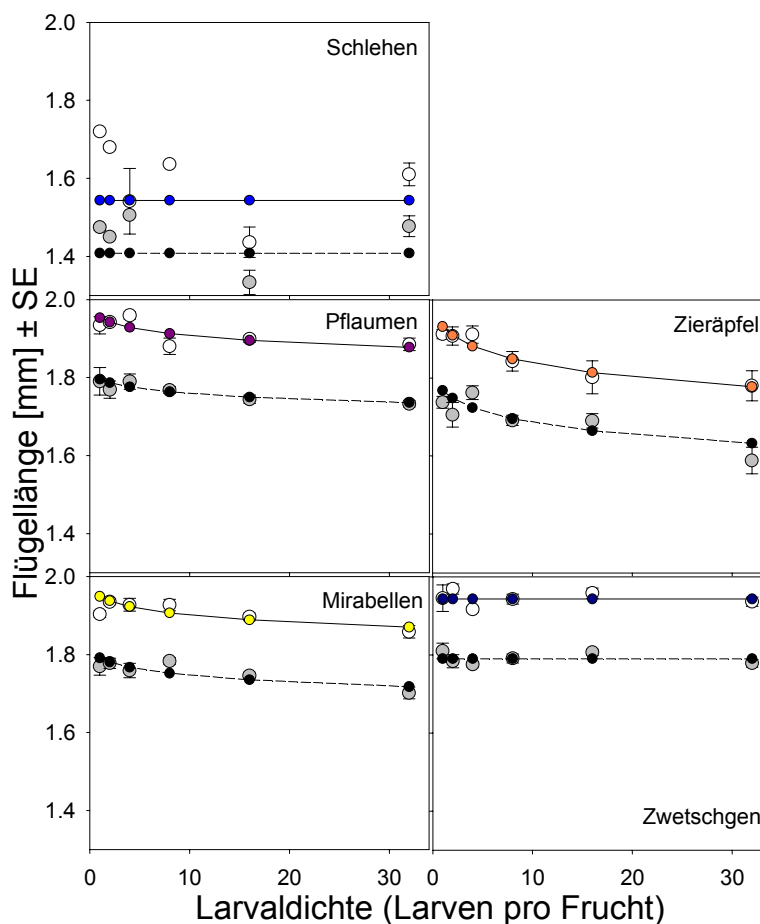 Flügellänge [mm] ± SE
2.0
1.8
1.6
1.4
Schlehen
2.0
1.8
1.6
1.4
Pflaumen
Zieräpfel
2.0
1.8
1.6
1.4
Mirabellen
Zwetschgen
0 10 20 30 0 10 20 30
Larvaldichte (Larven pro Frucht)